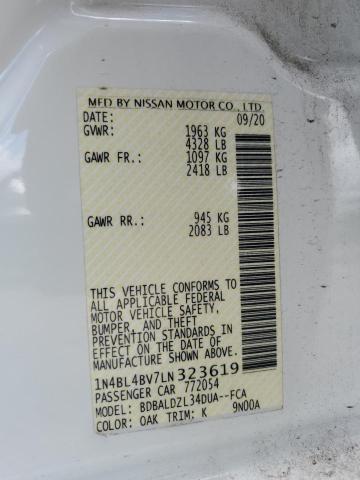 MFD BY NISSAN MOTOR CO., LTD.
DATE: 09/20
GVWR: 1963 KG
4328 LB
GAWR FR.: 1097 KG
2418 LB
GAWR RR.: 945 KG
2083 LB
THIS VEHICLE CONFORMS TO
ALL APPLICABLE FEDERAL
MOTOR VEHICLE SAFETY,
BUMPER, AND THEFT
PREVENTION STANDARDS IN
EFFECT ON THE DATE OF
MANUFACTURE SHOWN ABOVE.
1N4BL4BV7LN323619
PASSENGER CAR 772054
MODEL: BDBALDZL34DUA--FCA
COLOR: OAK TRIM: K 9N00A